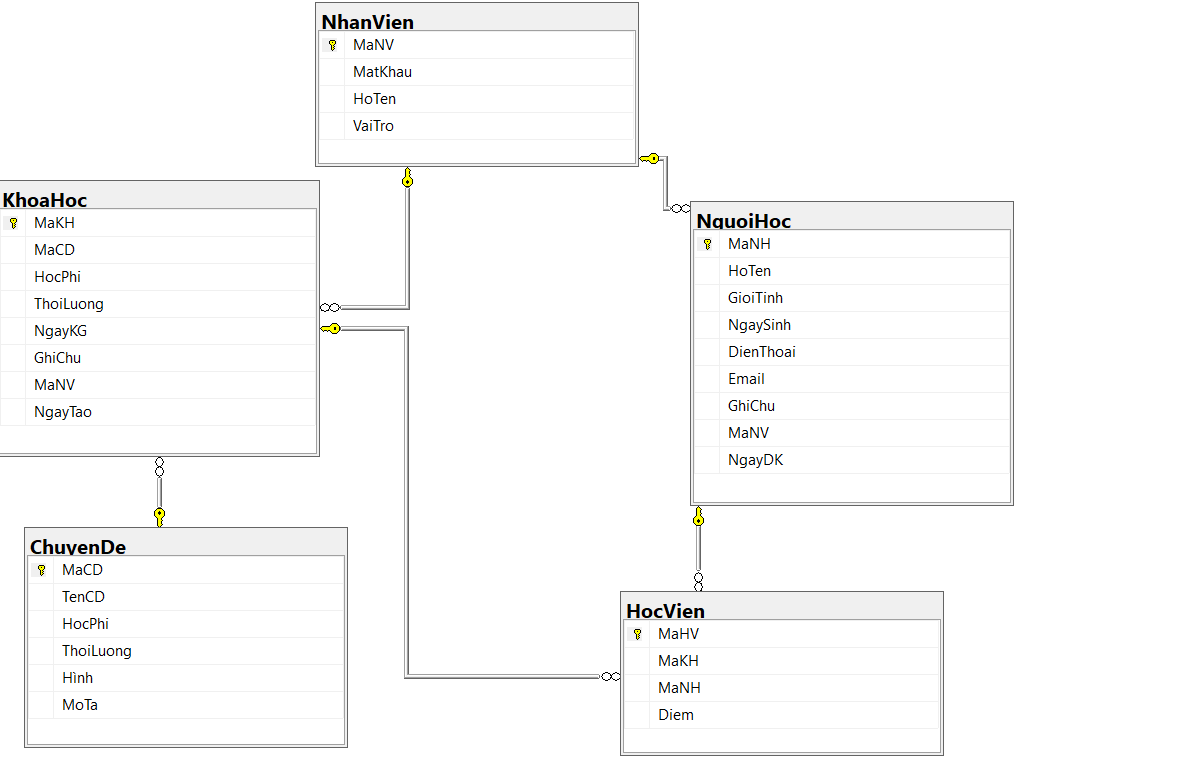 NhanVien
MaNV
MatKhau
HoTen
VaiTro
KhoaHoc
MaKH
MaCD
HocPhi
ThoiLuong
NgayKG
GhiChu
MaNV
NgayTao
NguoiHoc
MaNH
HoTen
GioiTinh
NgaySinh
DienThoai
Email
GhiChu
MaNV
NgayDK
ChuyenDe
MaCD
TenCD
HocPhi
ThoiLuong
Hình
MoTa
HocVien
MaHV
MaKH
MaNH
Diem